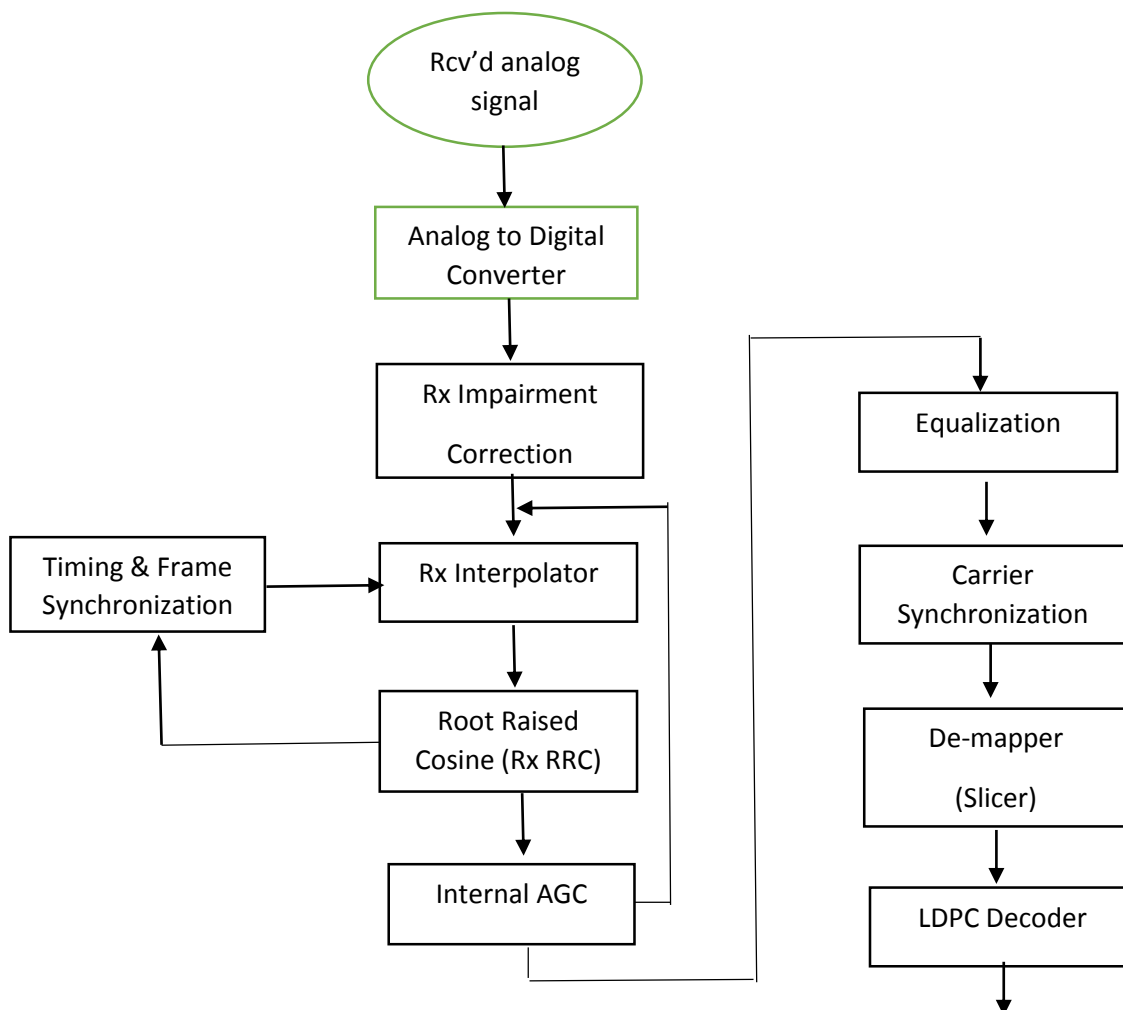 Rcv’d analog
signal
Analog to Digital
Converter
Rx Impairment
Correction
Timing & Frame
Synchronization
Rx Interpolator
Root Raised
Cosine (Rx RRC)
Internal AGC
Equalization
Carrier
Synchronization
De-mapper
(Slicer)
LDPC Decoder